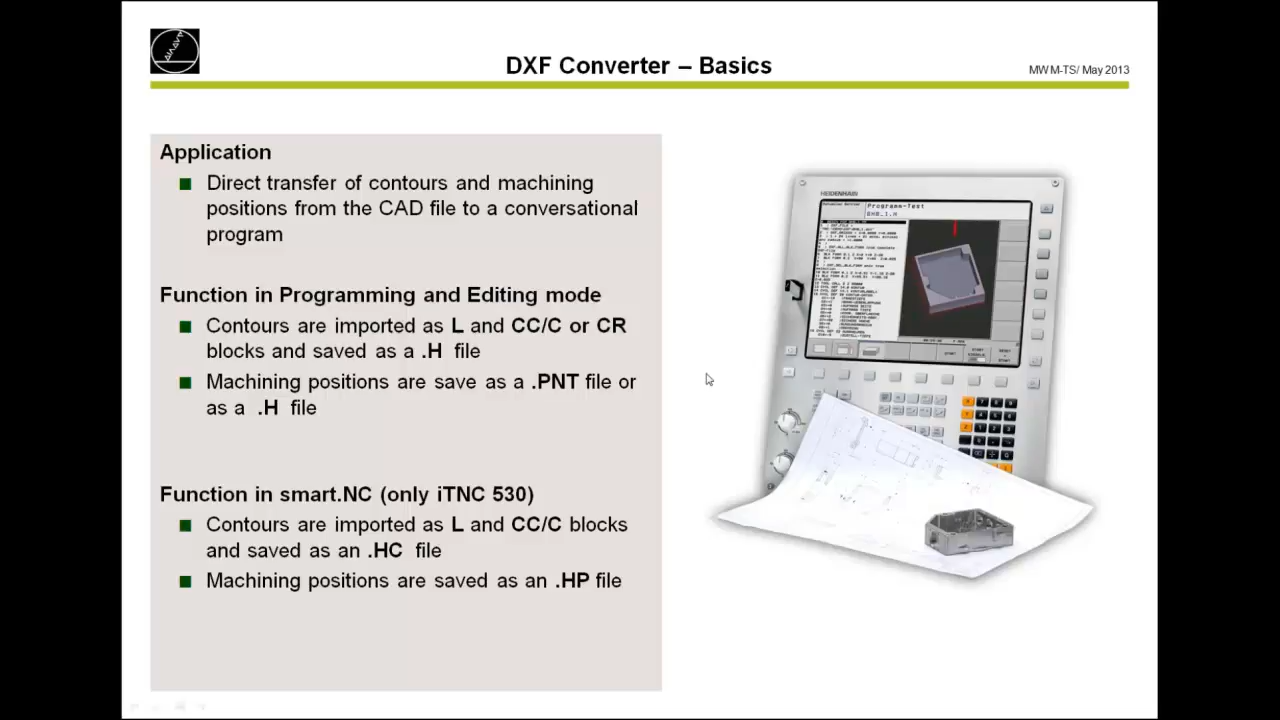 DXF Converter – Basics
MWM-TS/ May 2013
Application
Direct transfer of contours and machining
positions from the CAD file to a conversational
program
Function in Programming and Editing mode
Contours are imported as L and CC/C or CR
blocks and saved as a .H file
Machining positions are save as a .PNT file or
as a .H file
Function in smart.NC (only iTNC 530)
Contours are imported as L and CC/C blocks
and saved as an .HC file
Machining positions are saved as an .HP file
HEIDENHAIN
Programm-Test